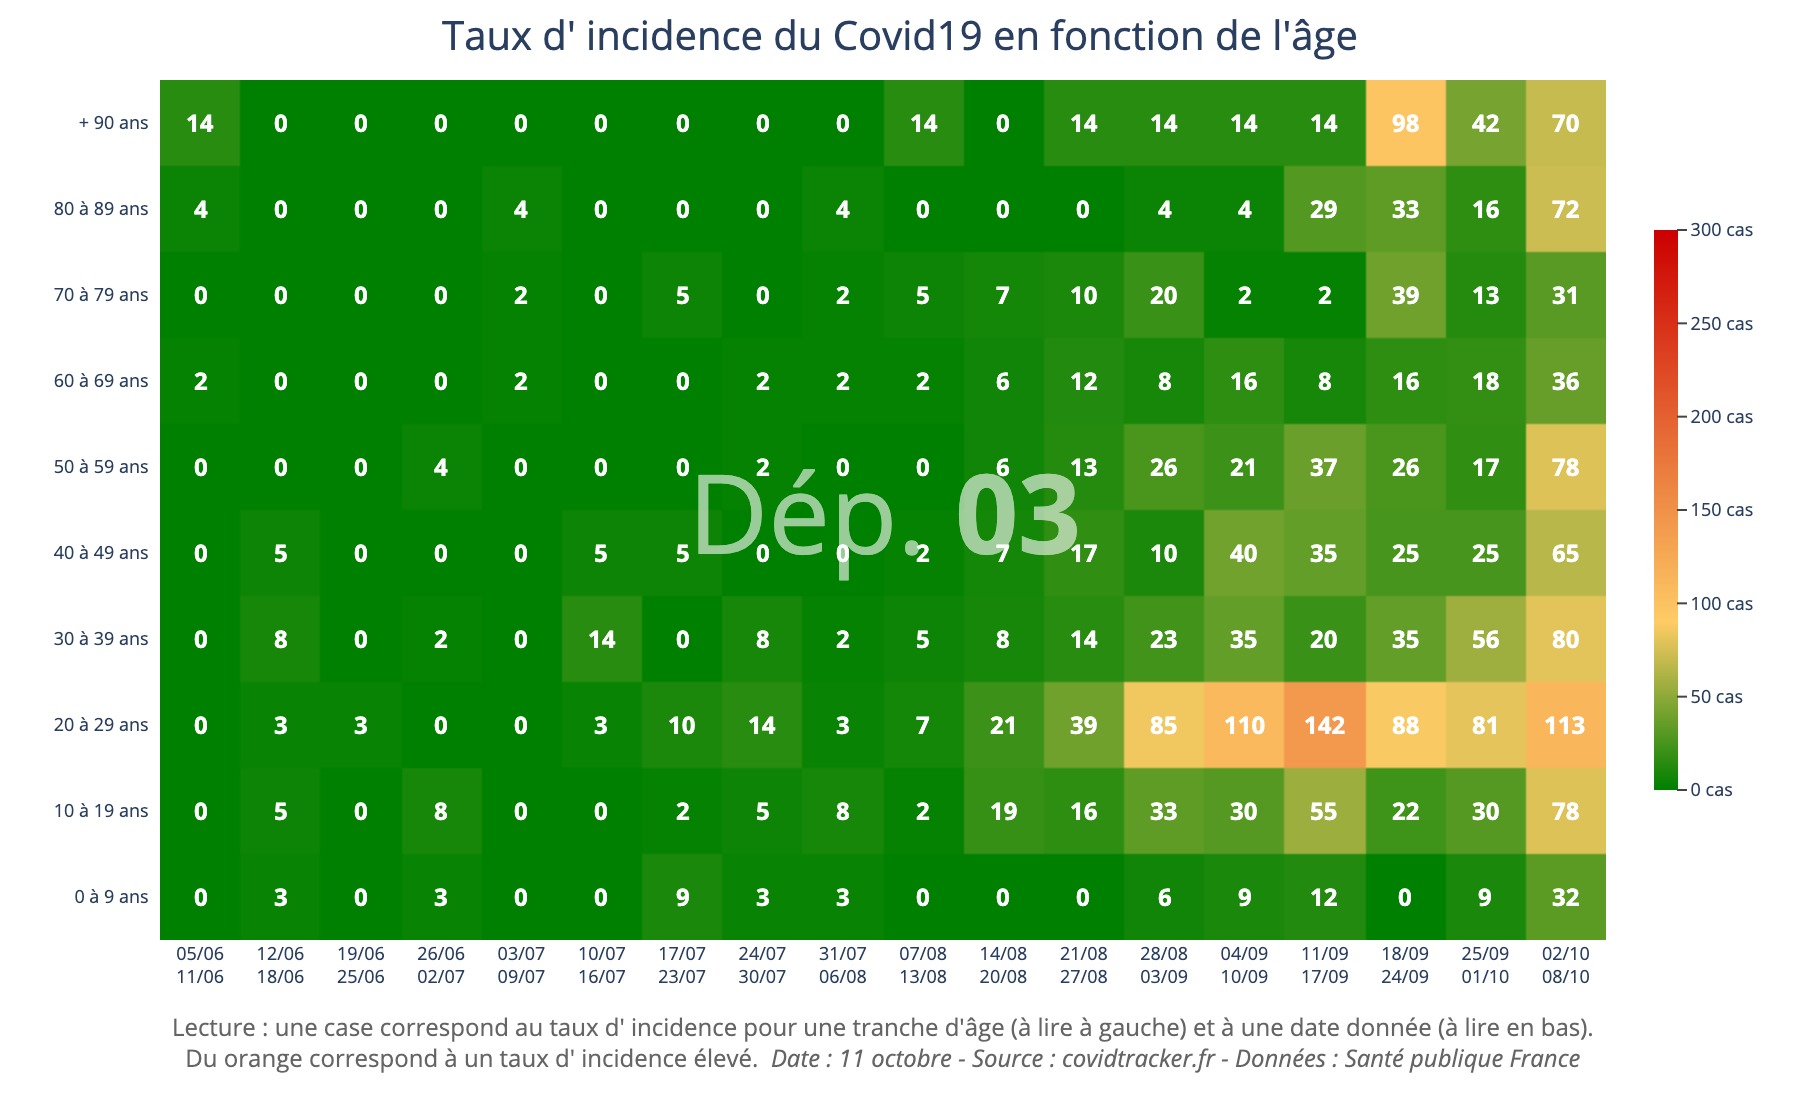 Taux d' incidence du Covid19 en fonction de l'âge
+ 90 ans 14 0 0 0 0 0 0 0 0 14 0 14 14 14 14 98 42 70
80 à 89 ans 4 0 0 0 4 0 0 0 4 0 0 0 4 4 29 33 16 72
300 cas
70 à 79 ans 0 0 0 0 2 0 5 0 2 5 7 10 20 2 2 39 13 31
250 cas
60 à 69 ans 2 0 0 0 2 0 0 2 2 2 6 12 8 16 8 16 18 36
200 cas
50 à 59 ans 0 0 0 4 0 0 0 2 0 0 6 13 26 21 37 26 17 78
Dép. 03
150 cas
40 à 49 ans 0 5 0 0 0 5 5 0 0 2 7 17 10 40 35 25 25 65
100 cas
30 à 39 ans 0 8 0 2 0 14 0 8 2 5 8 14 23 35 20 35 56 80
50 cas
20 à 29 ans 0 3 3 0 0 3 10 14 3 7 21 39 85 110 142 88 81 113
0 cas
10 à 19 ans 0 5 0 8 0 0 2 5 8 2 19 16 33 30 55 22 30 78
0 à 9 ans 0 3 0 3 0 0 9 3 3 0 0 0 6 9 12 0 9 32
05/06 12/06 19/06 26/06 03/07 10/07 17/07 24/07 31/07 07/08 14/08 21/08 28/08 04/09 11/09 18/09 25/09 02/10
11/06 18/06 25/06 02/07 09/07 16/07 23/07 30/07 06/08 13/08 20/08 27/08 03/09 10/09 17/09 24/09 01/10 08/10
Lecture : une case correspond au taux d' incidence pour une tranche d'âge (à lire à gauche) et à une date donnée (à lire en bas).
Du orange correspond à un taux d' incidence élevé. Date : 11 octobre - Source : covidtracker.fr - Données : Santé publique France